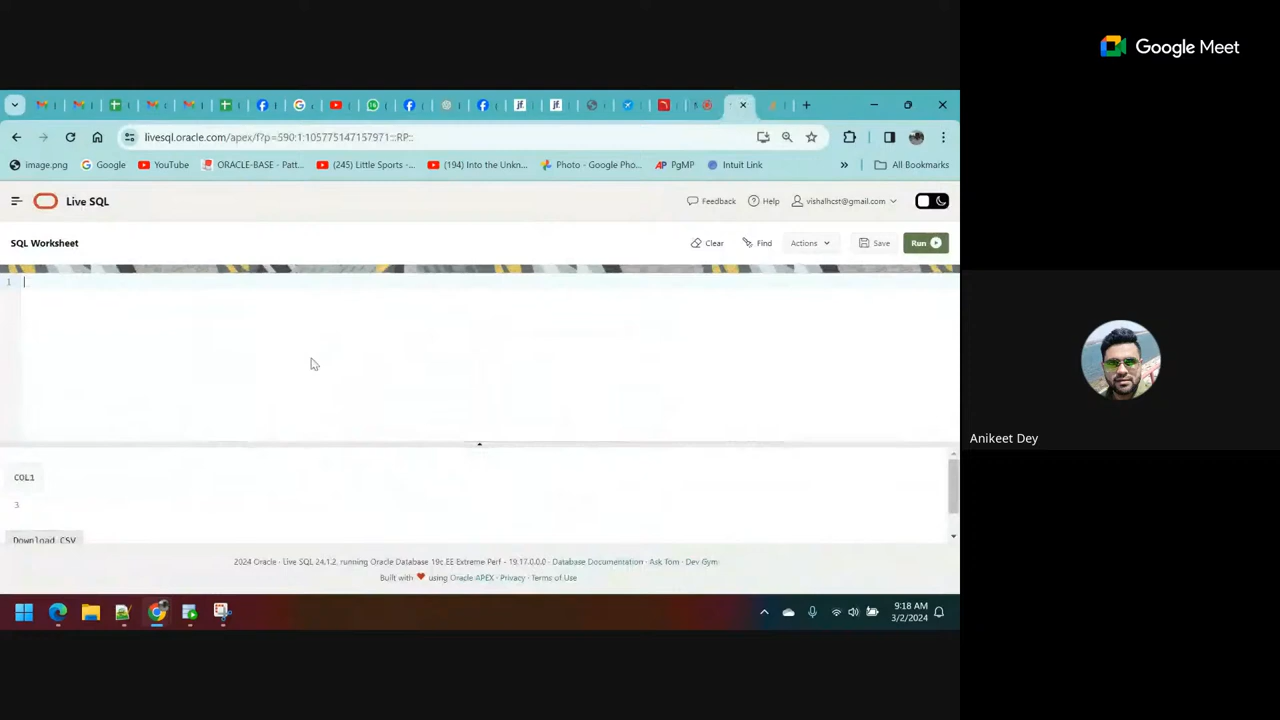 Google Meet
livesql.oracle.com/apex/f?p=590:1:105775147157971:::RP::
image.png Google YouTube ORACLE-BASE - Patt... (245) Little Sports -... (194) Into the Unkn... Photo - Google Pho... PgMP Intuit Link » All Bookmarks
Live SQL Feedback Help vishalhcst@gmail.com
SQL Worksheet Clear Find Actions Save Run
1
COL1
3
Download CSV
Anikeet Dey
2024 Oracle · Live SQL 24.1.2, running Oracle Database 19c EE Extreme Perf - 19.17.0.0.0 · Database Documentation · Ask Tom · Dev Gym
Built with using Oracle APEX · Privacy · Terms of Use
9:18 AM
3/2/2024